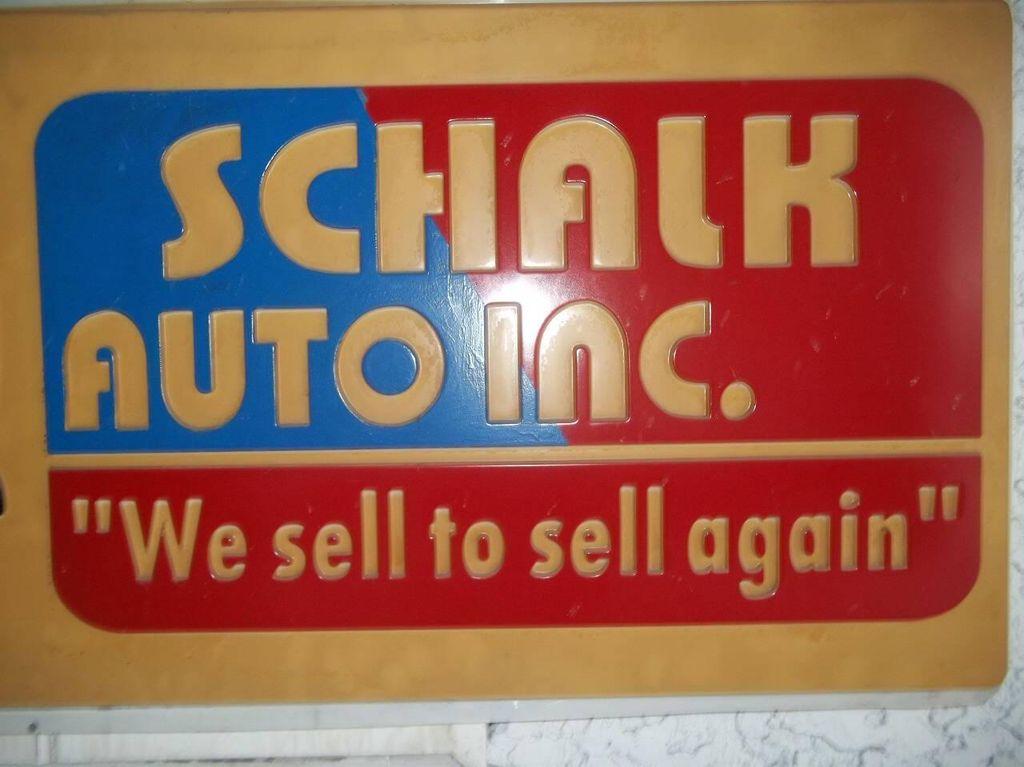 SCHALK
AUTO INC.
"We sell to sell again"